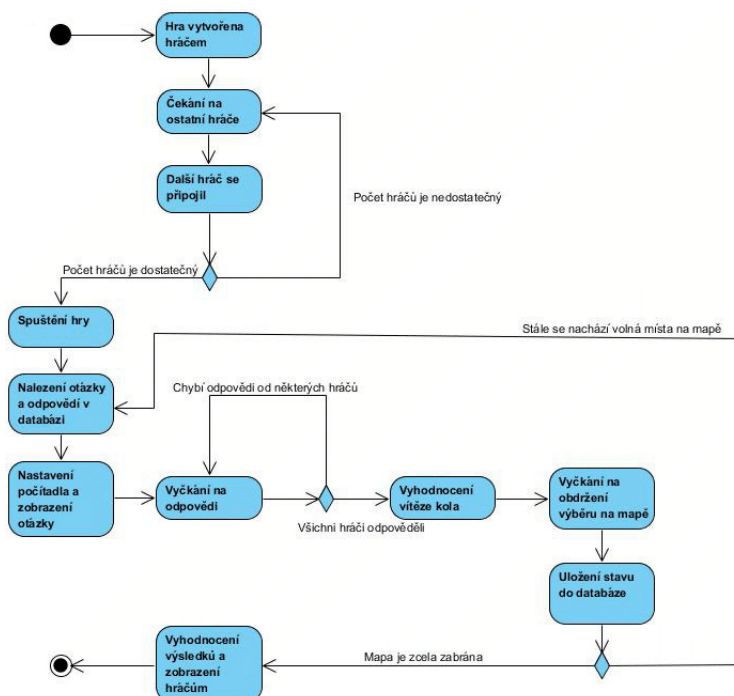 Hra vytvořena
hráčem
Čekání na
ostatní hráče
Další hráč se
připojil
Počet hráčů je nedostatečný
Počet hráčů je dostatečný
Spuštění hry
Stále se nachází volná místa na mapě
Nalezení otázky
a odpovědí v
databázi
Chybí odpovědi od některých hráčů
Nastavení
počítadla a
zobrazení
otázky
Vyčkání na
odpovědi
Všichni hráči odpověděli
Vyhodnocení
vítěze kola
Vyčkání na
obdržení
výběru na mapě
Uložení stavu
do databáze
Mapa je zcela zabrána
Vyhodnocení
výsledků a
zobrazení
hráčům